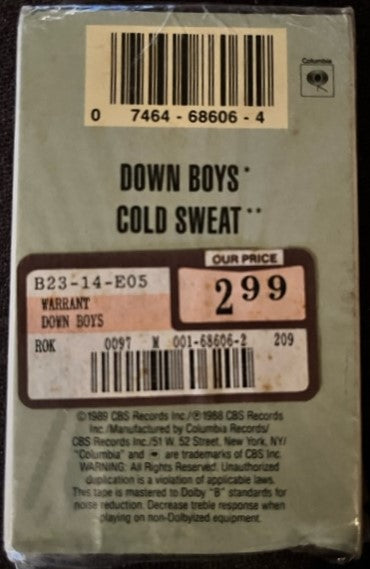 Columbia
0 7464-68606-4
DOWN BOYS*
COLD SWEAT**
OUR PRICE
B23-14-E05
2 99
WARRANT
DOWN BOYS
ROK 0097 M 001-68606-2 209
©1989 CBS Records Inc./℗1988 CBS Records
Inc./Manufactured by Columbia Records/
CBS Records Inc./51 W. 52 Street, New York, NY/
"Columbia" and are trademarks of CBS Inc.
WARNING: All Rights Reserved. Unauthorized
duplication is a violation of applicable laws.
This tape is mastered to Dolby "B" standards for
noise reduction. Decrease treble response when
playing on non-Dolbyized equipment.